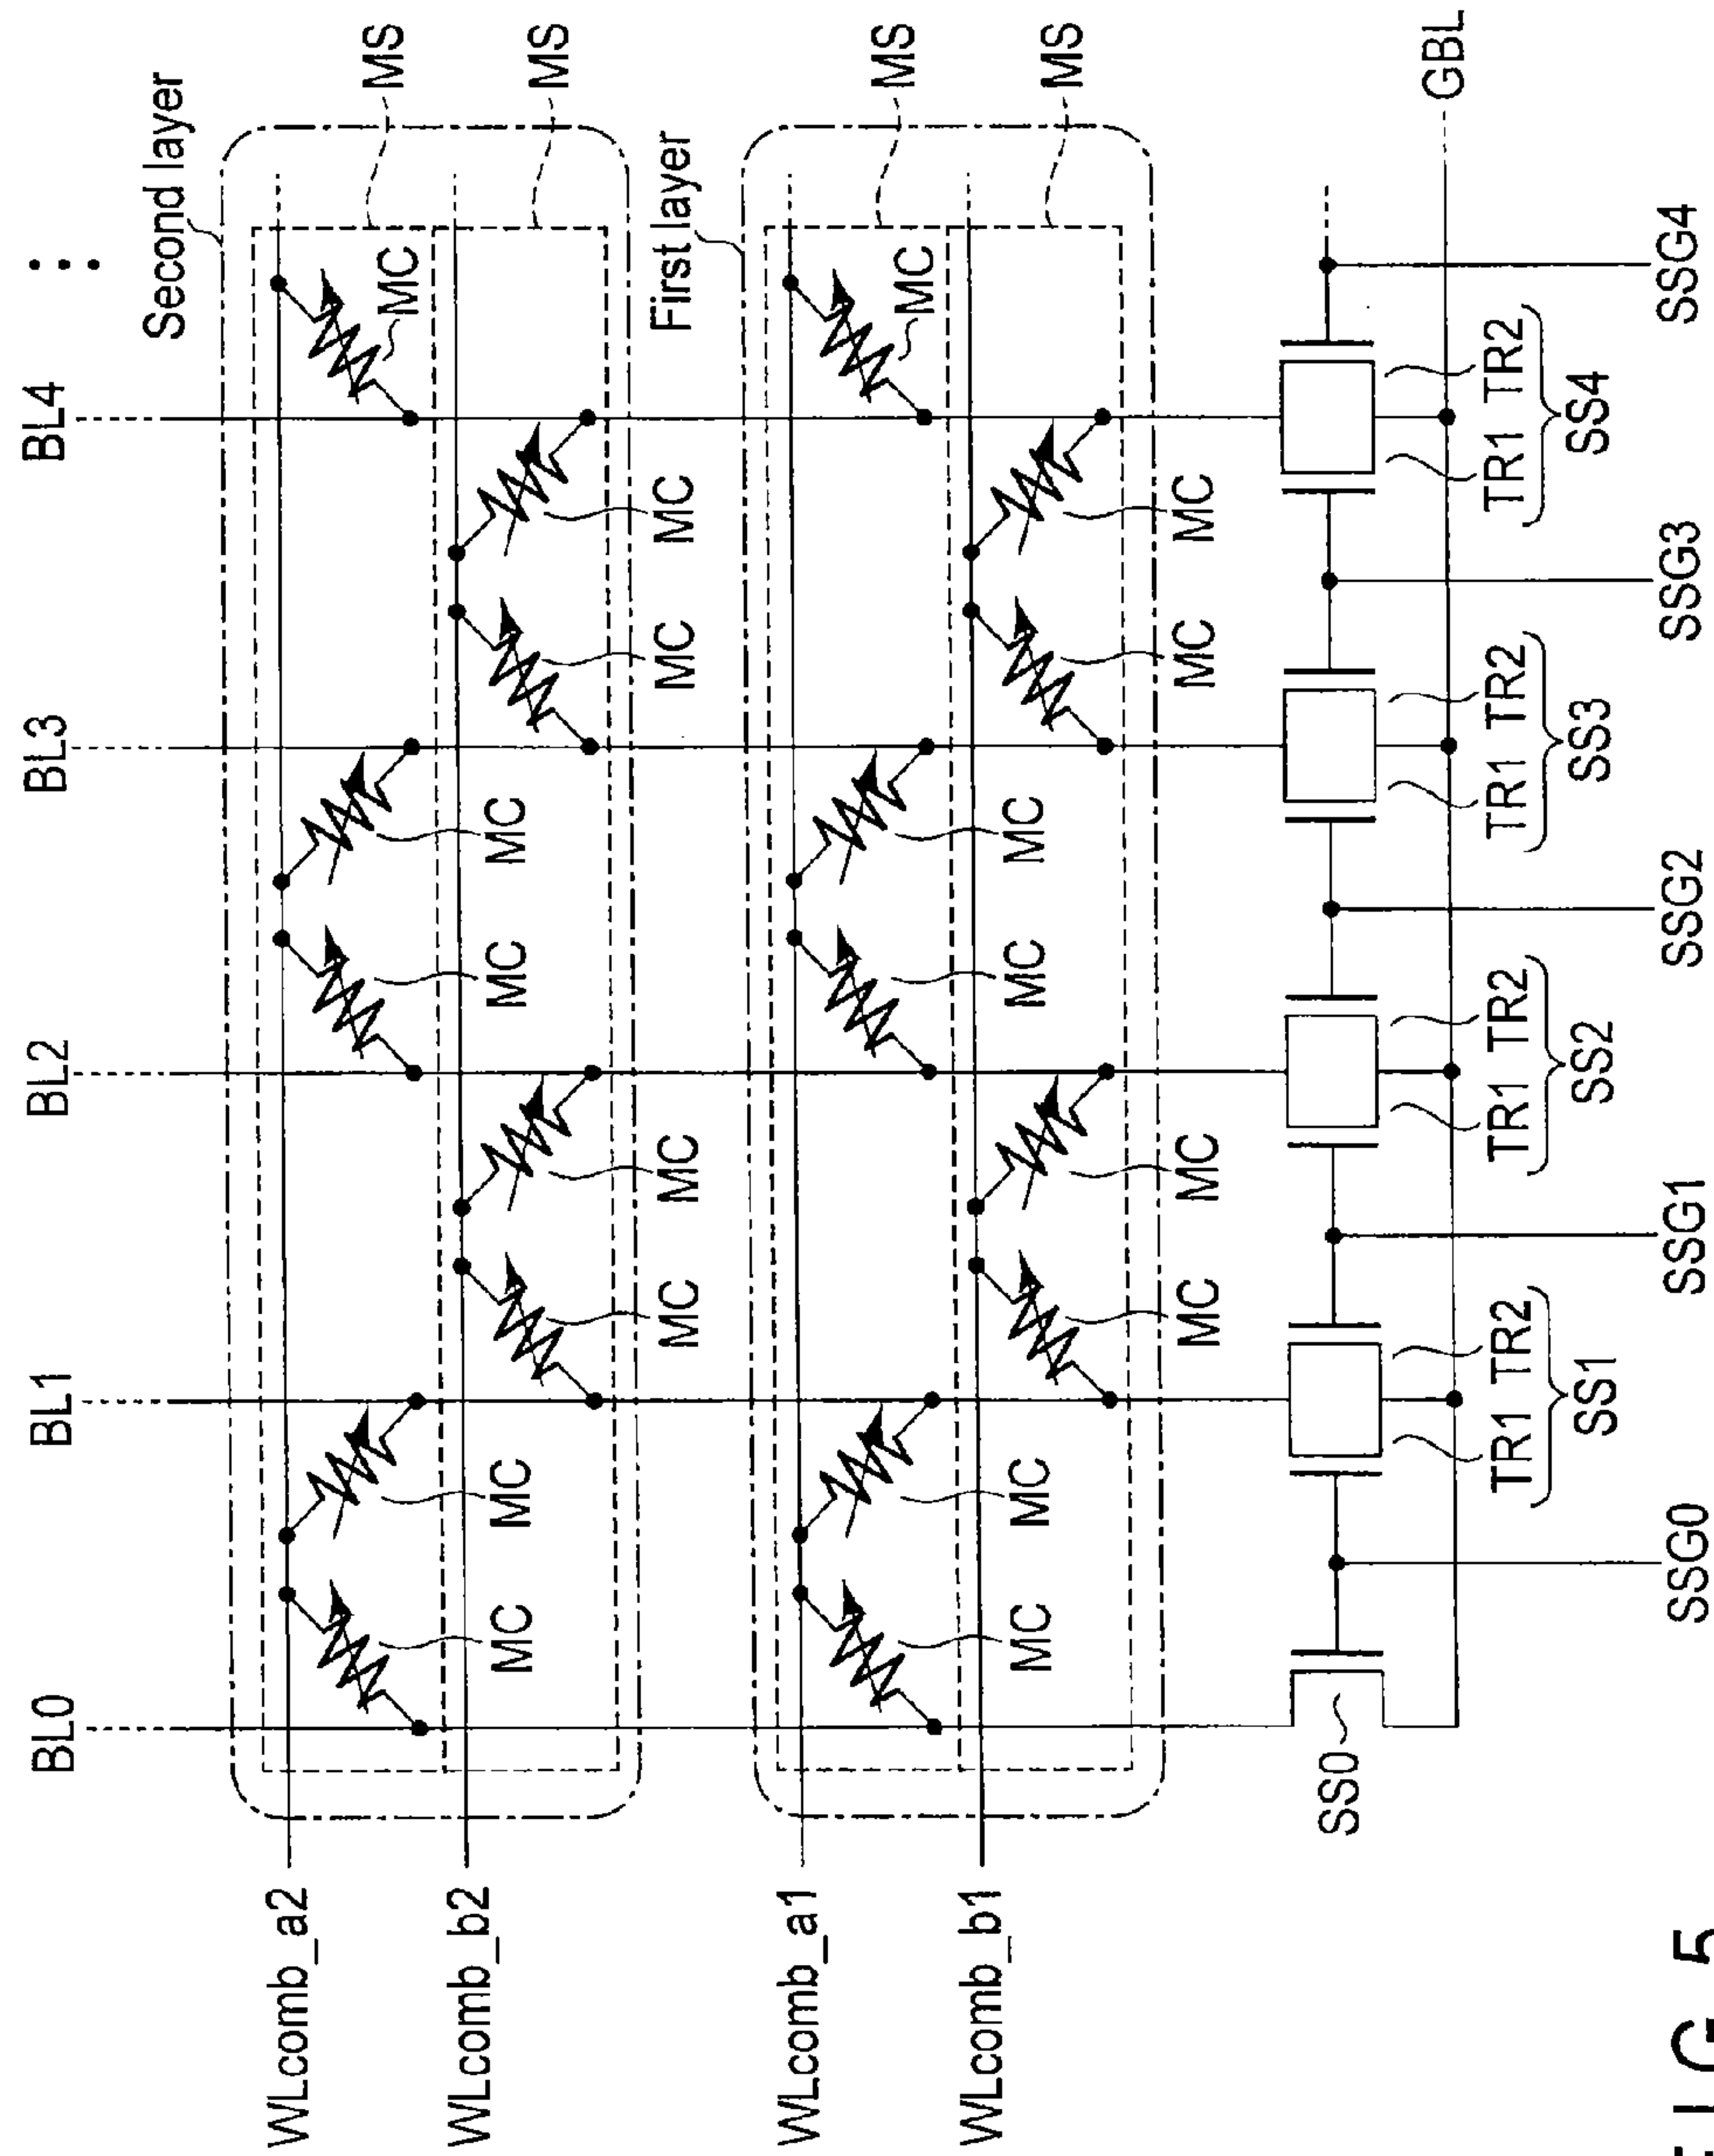 BL0 BL1 BL2 BL3 BL4 ⋮
Second layer
WLcomb_a2 MS
MC MC MC MC MC
WLcomb_b2 MS
MC MC MC MC
First layer
WLcomb_a1 MS
MC MC MC MC MC
WLcomb_b1 MS
MC MC MC MC
SS0
GBL
TR1 TR2 TR1 TR2 TR1 TR2 TR1 TR2
SS1 SS2 SS3 SS4
SSG0 SSG1 SSG2 SSG3 SSG4
FIG. 5